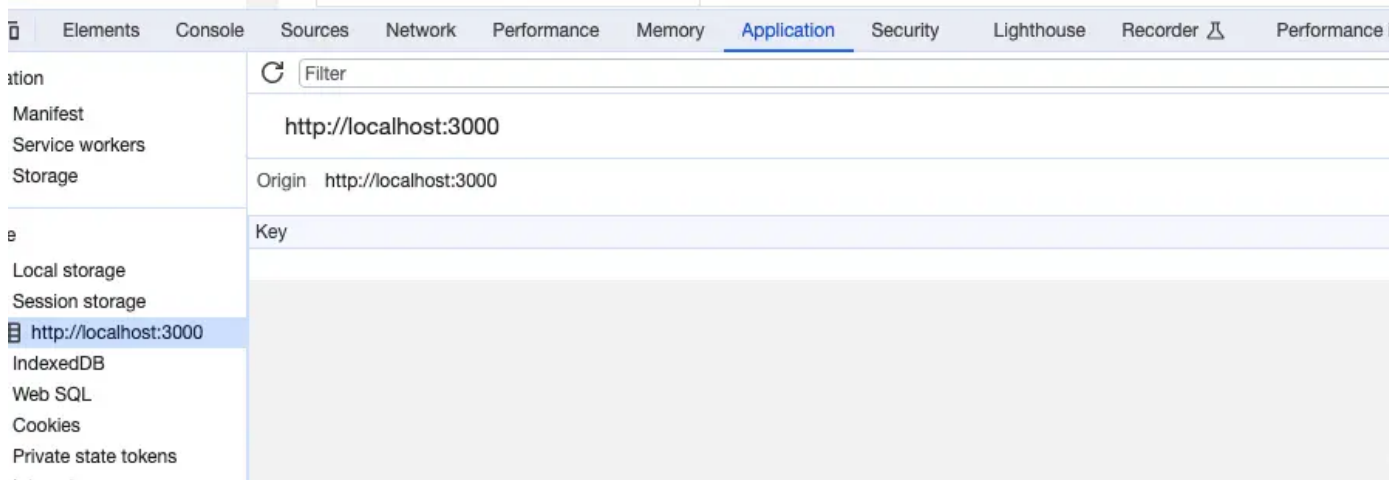 Elements Console Sources Network Performance Memory Application Security Lighthouse Recorder Performance
ation
Manifest
Service workers
Storage
e
Local storage
Session storage
http://localhost:3000
IndexedDB
Web SQL
Cookies
Private state tokens
Filter
http://localhost:3000
Origin http://localhost:3000
Key